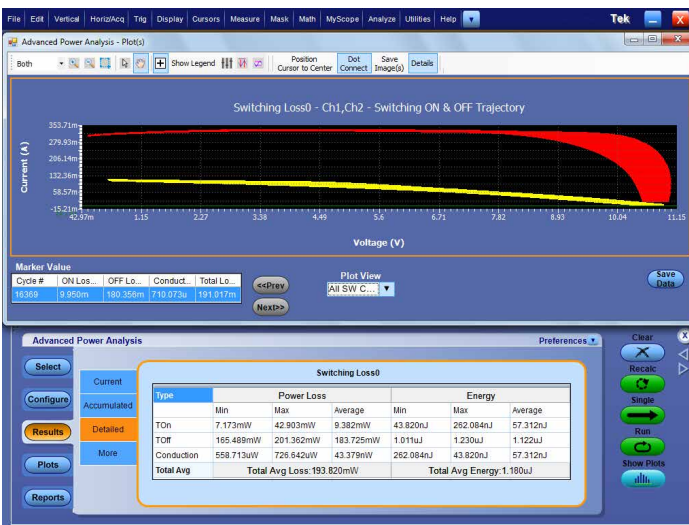 File Edit Vertical Horiz/Acq Trig Display Cursors Measure Mask Math MyScope Analyze Utilities Help Tek
Advanced Power Analysis - Plot(s)
Both Show Legend Position Cursor to Center Dot Connect Save Image(s) Details
Switching Loss0 - Ch1,Ch2 - Switching ON & OFF Trajectory
Current (A)
353.71m
279.93m
206.14m
132.36m
58.57m
-15.21m
42.97m 1.15 2.27 3.38 4.49 5.6 6.71 7.82 8.93 10.04 11.15
Voltage (V)
Marker Value
Cycle # ON Los... OFF Lo... Conduct... Total Lo...
16369 9.950m 180.356m 710.073u 191.017m
<<Prev
Next>>
Plot View
All SW C...
Save Data
Advanced Power Analysis Preferences
Clear X
Select
Configure
Results
Plots
Reports
Current
Accumulated
Detailed
More
Switching Loss0
Type Power Loss Energy
Min Max Average Min Max Average
TOn 7.173mW 42.903mW 9.382mW 43.820nJ 262.084nJ 57.312nJ
TOff 165.489mW 201.362mW 183.725mW 1.011uJ 1.230uJ 1.122uJ
Conduction 558.713uW 726.642uW 43.379nW 262.084nJ 43.820nJ 57.312nJ
Total Avg Total Avg Loss:193.820mW Total Avg Energy:1.180uJ
Recalc
Single
Run
Show Plots